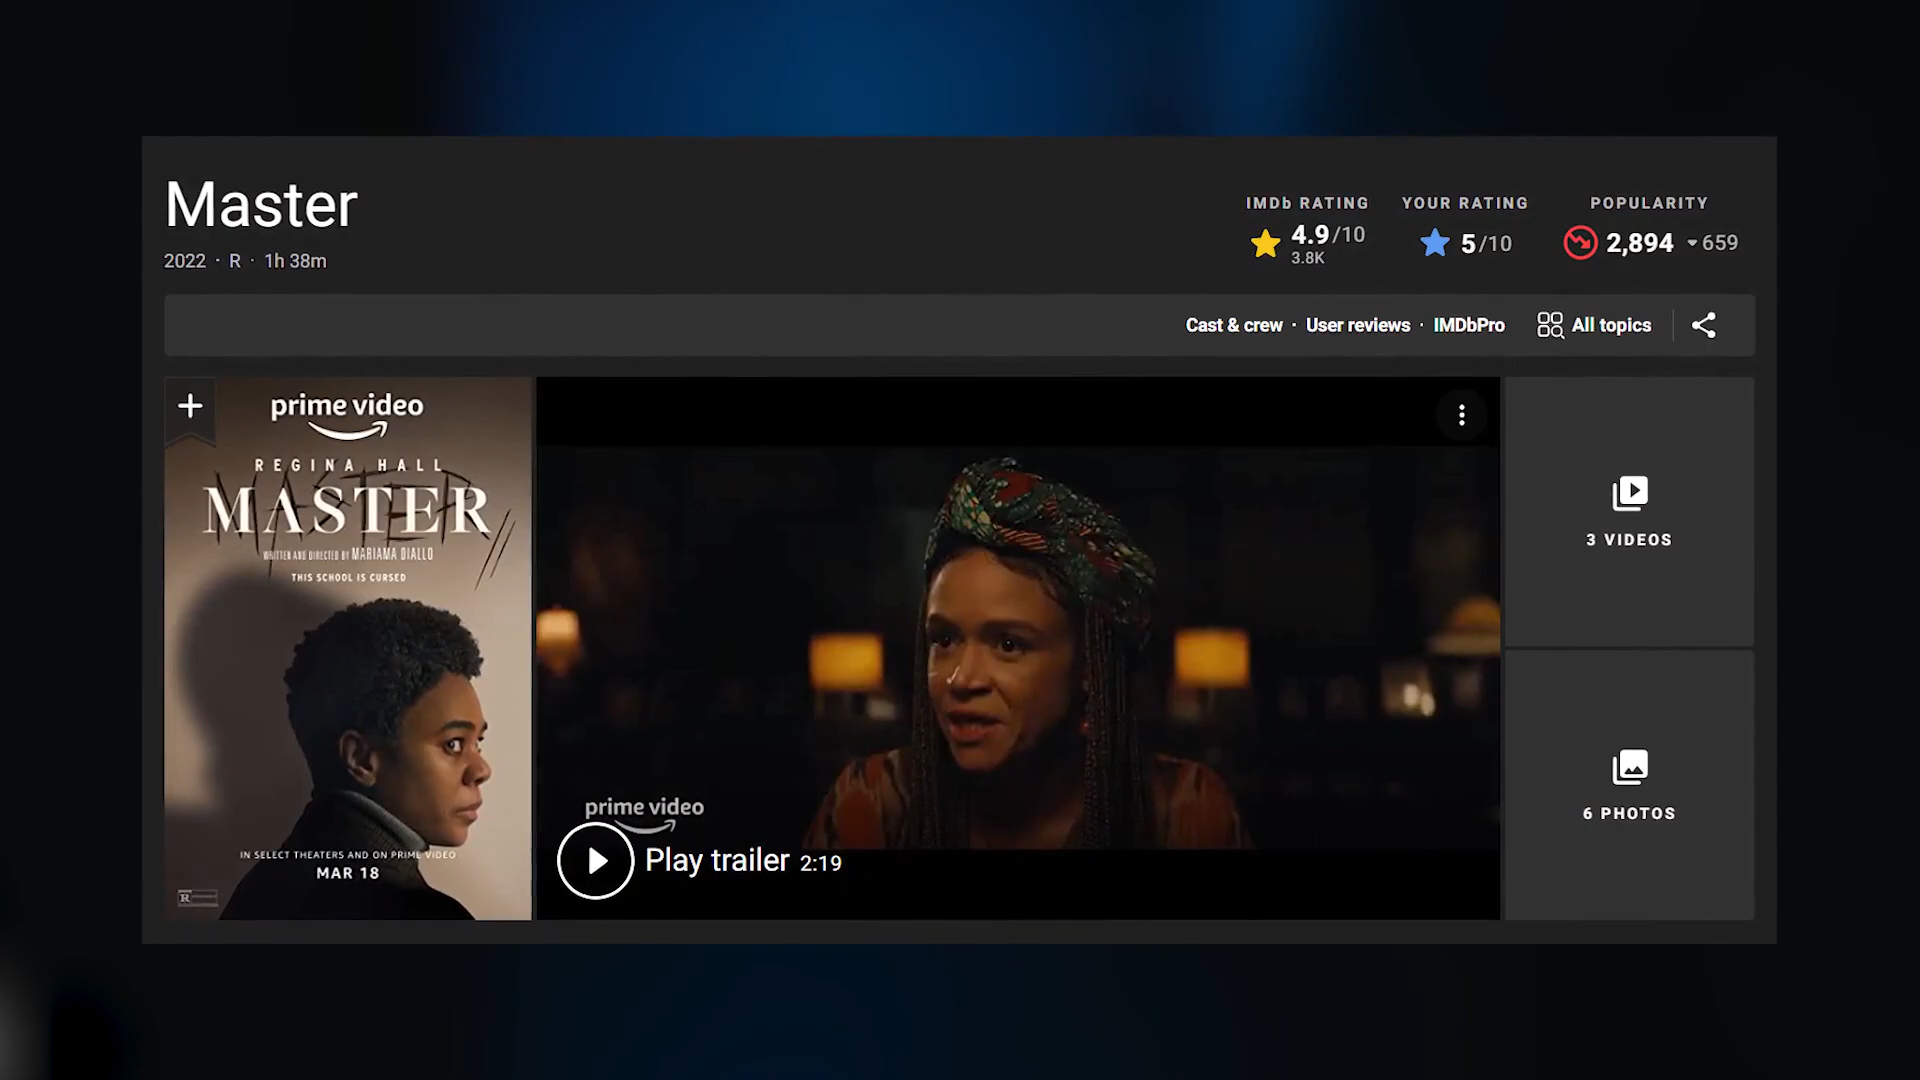 Master
2022 · R · 1h 38m
IMDb RATING
4.9/10
3.8K
YOUR RATING
5/10
POPULARITY
2,894
659
Cast & crew · User reviews · IMDbPro
All topics
prime video
REGINA HALL
MASTER
WRITTEN AND DIRECTED BY MARIAMA DIALLO
THIS SCHOOL IS CURSED
IN SELECT THEATERS AND ON PRIME VIDEO
MAR 18
R
prime video
Play trailer 2:19
3 VIDEOS
6 PHOTOS